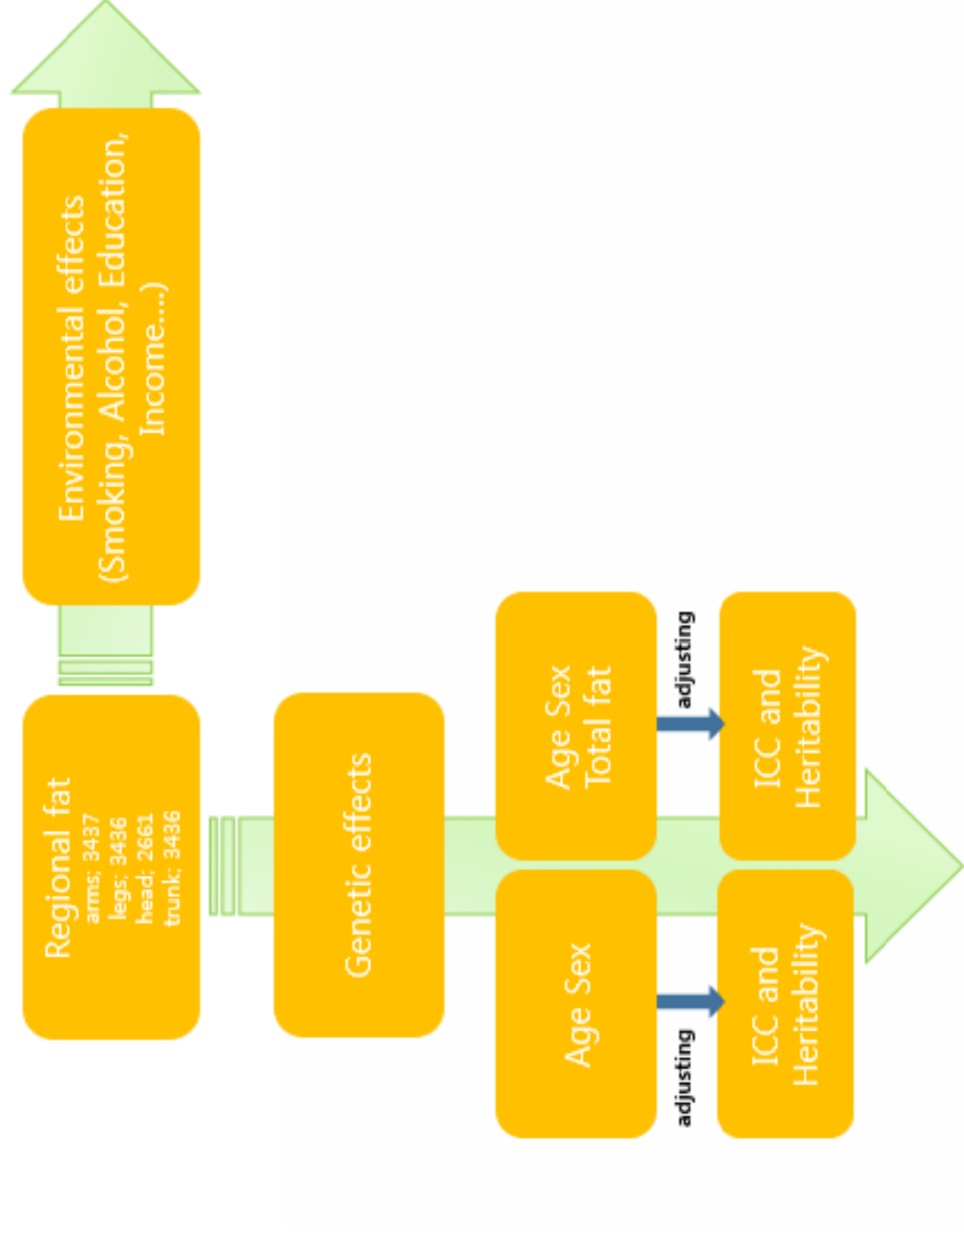 Regional fat
arms; 3437
legs; 3436
head; 2661
trunk; 3436
Environmental effects
(Smoking, Alcohol, Education,
Income....)
Genetic effects
Age Sex
adjusting
ICC and
Heritability
Age Sex
Total fat
adjusting
ICC and
Heritability